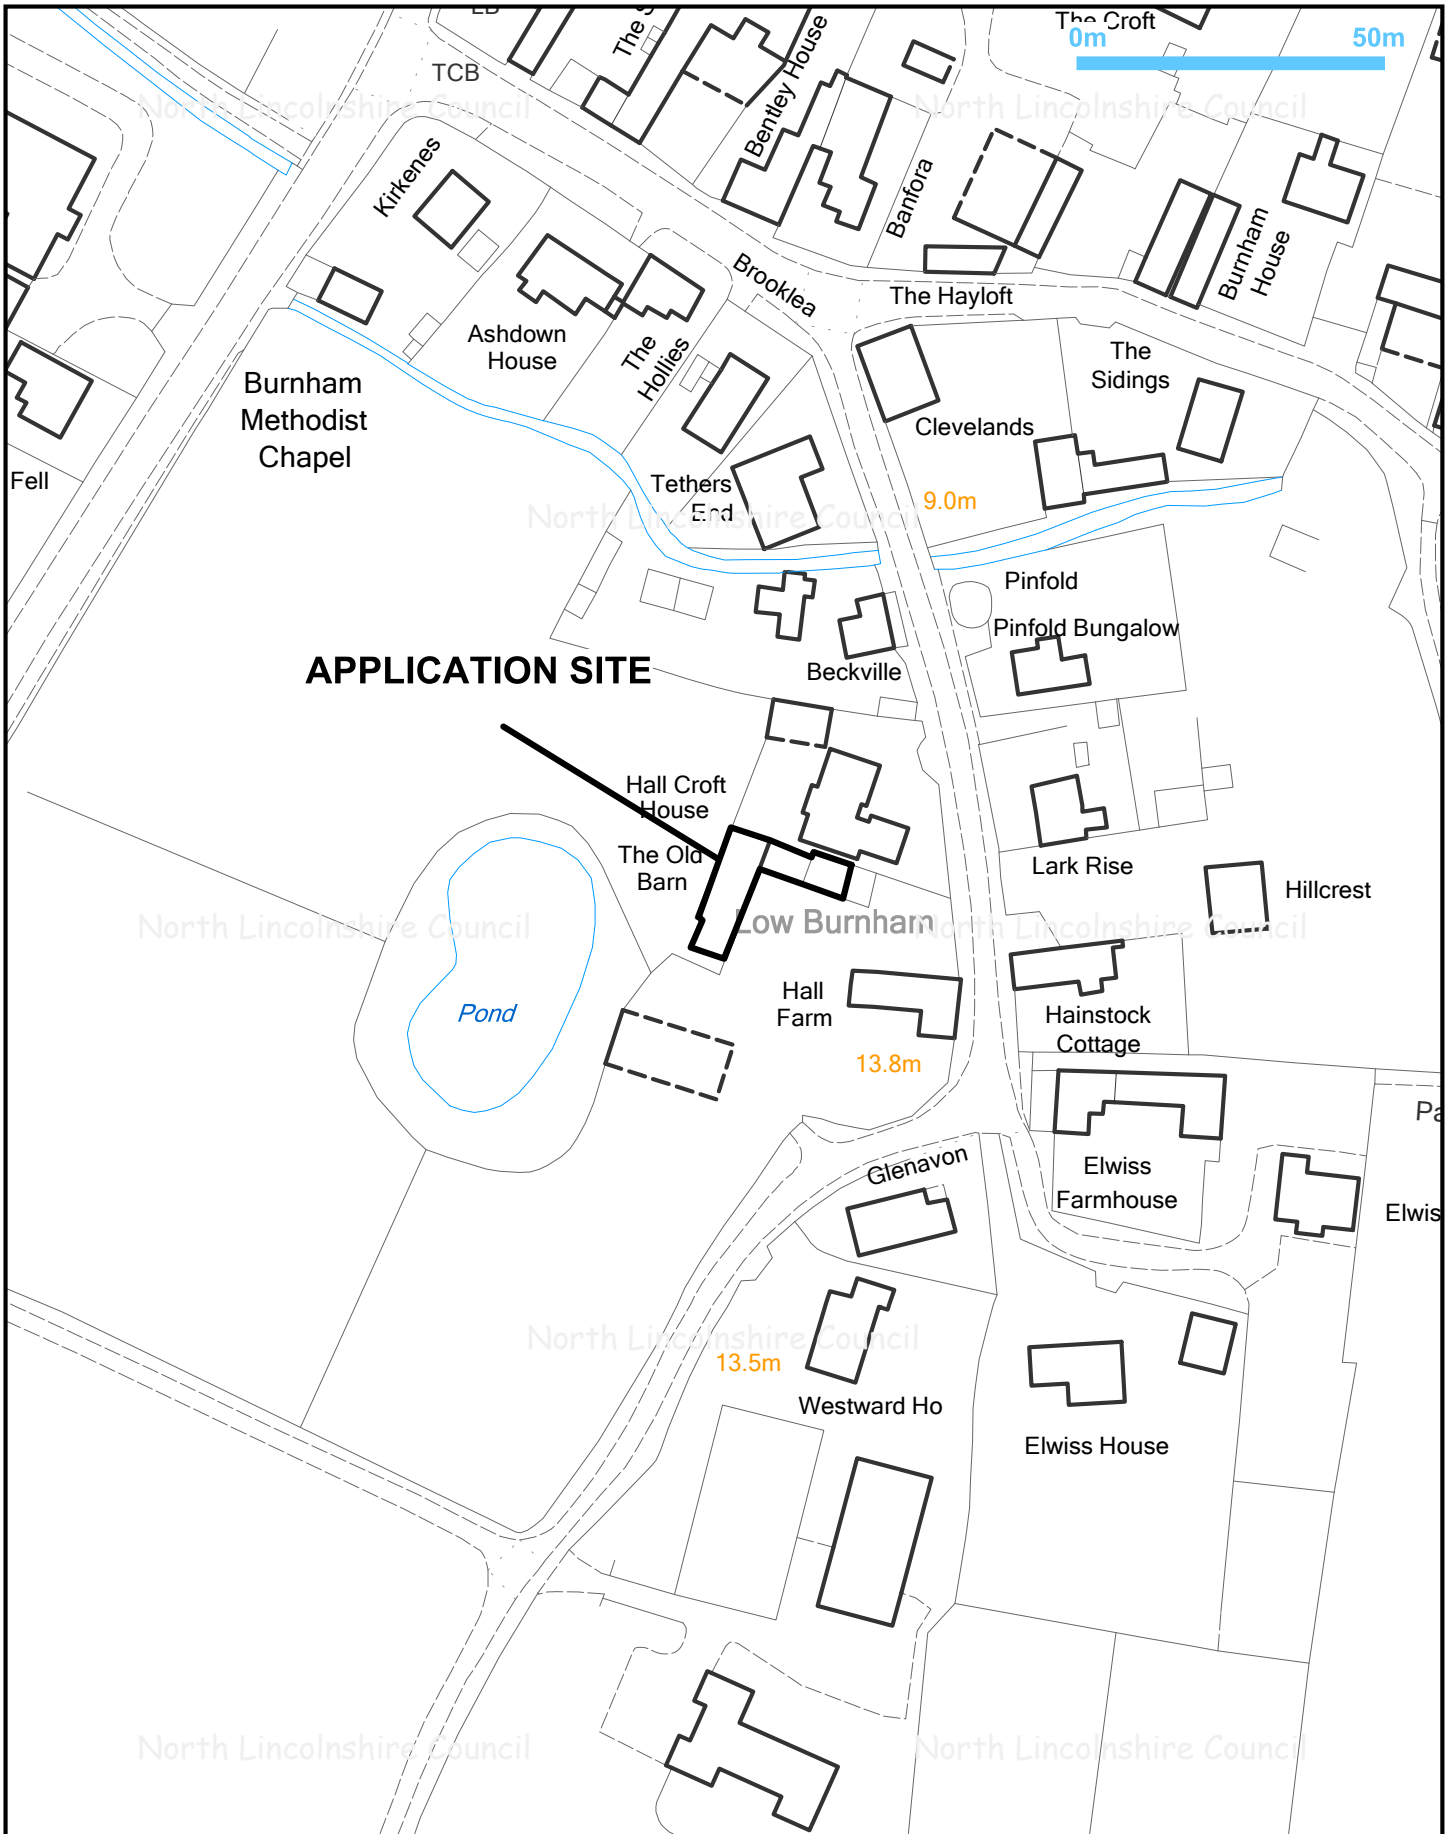 The Croft
0m 50m
TCB
North Lincolnshire Council
North Lincolnshire Council
Bentley House
Kirkenes
Banfora
Burnham
House
Brooklea
The Hayloft
Ashdown
House
The
Hollies
The
Sidings
Burnham
Methodist
Chapel
Clevelands
Fell
Tethers
End
9.0m
North Lincolnshire Council
Pinfold
Pinfold Bungalow
Beckville
APPLICATION SITE
Hall Croft
House
The Old
Barn
Lark Rise
Hillcrest
Low Burnham
North Lincolnshire Council
North Lincolnshire Council
Pond
Hall
Farm
Hainstock
Cottage
13.8m
Glenavon
Elwiss
Farmhouse
Elwis
North Lincolnshire Council
13.5m
Westward Ho
Elwiss House
North Lincolnshire Council
North Lincolnshire Council